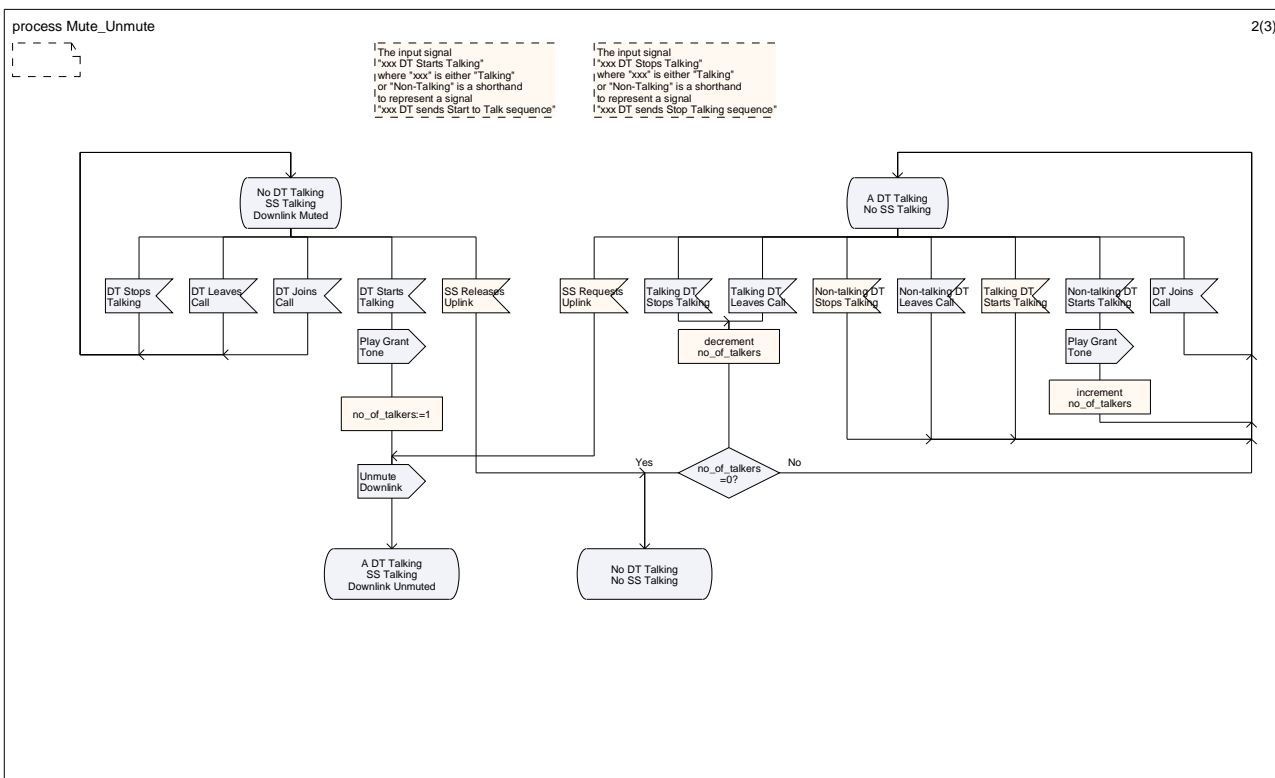 process Mute_Unmute
2(3)
The input signal
"xxx DT Starts Talking"
where "xxx" is either "Talking"
or "Non-Talking" is a shorthand
to represent a signal
"xxx DT sends Start to Talk sequence"
The input signal
"xxx DT Stops Talking"
where "xxx" is either "Talking"
or "Non-Talking" is a shorthand
to represent a signal
"xxx DT sends Stop Talking sequence"
No DT Talking
SS Talking
Downlink Muted
A DT Talking
No SS Talking
DT Stops
Talking
DT Leaves
Call
DT Joins
Call
DT Starts
Talking
SS Releases
Uplink
SS Requests
Uplink
Talking DT
Stops Talking
Talking DT
Leaves Call
Non-talking DT
Stops Talking
Non-talking DT
Leaves Call
Talking DT
Starts Talking
Non-talking DT
Starts Talking
DT Joins
Call
Play Grant
Tone
decrement
no_of_talkers
Play Grant
Tone
no_of_talkers:=1
increment
no_of_talkers
Unmute
Downlink
Yes
no_of_talkers
=0?
No
A DT Talking
SS Talking
Downlink Unmuted
No DT Talking
No SS Talking